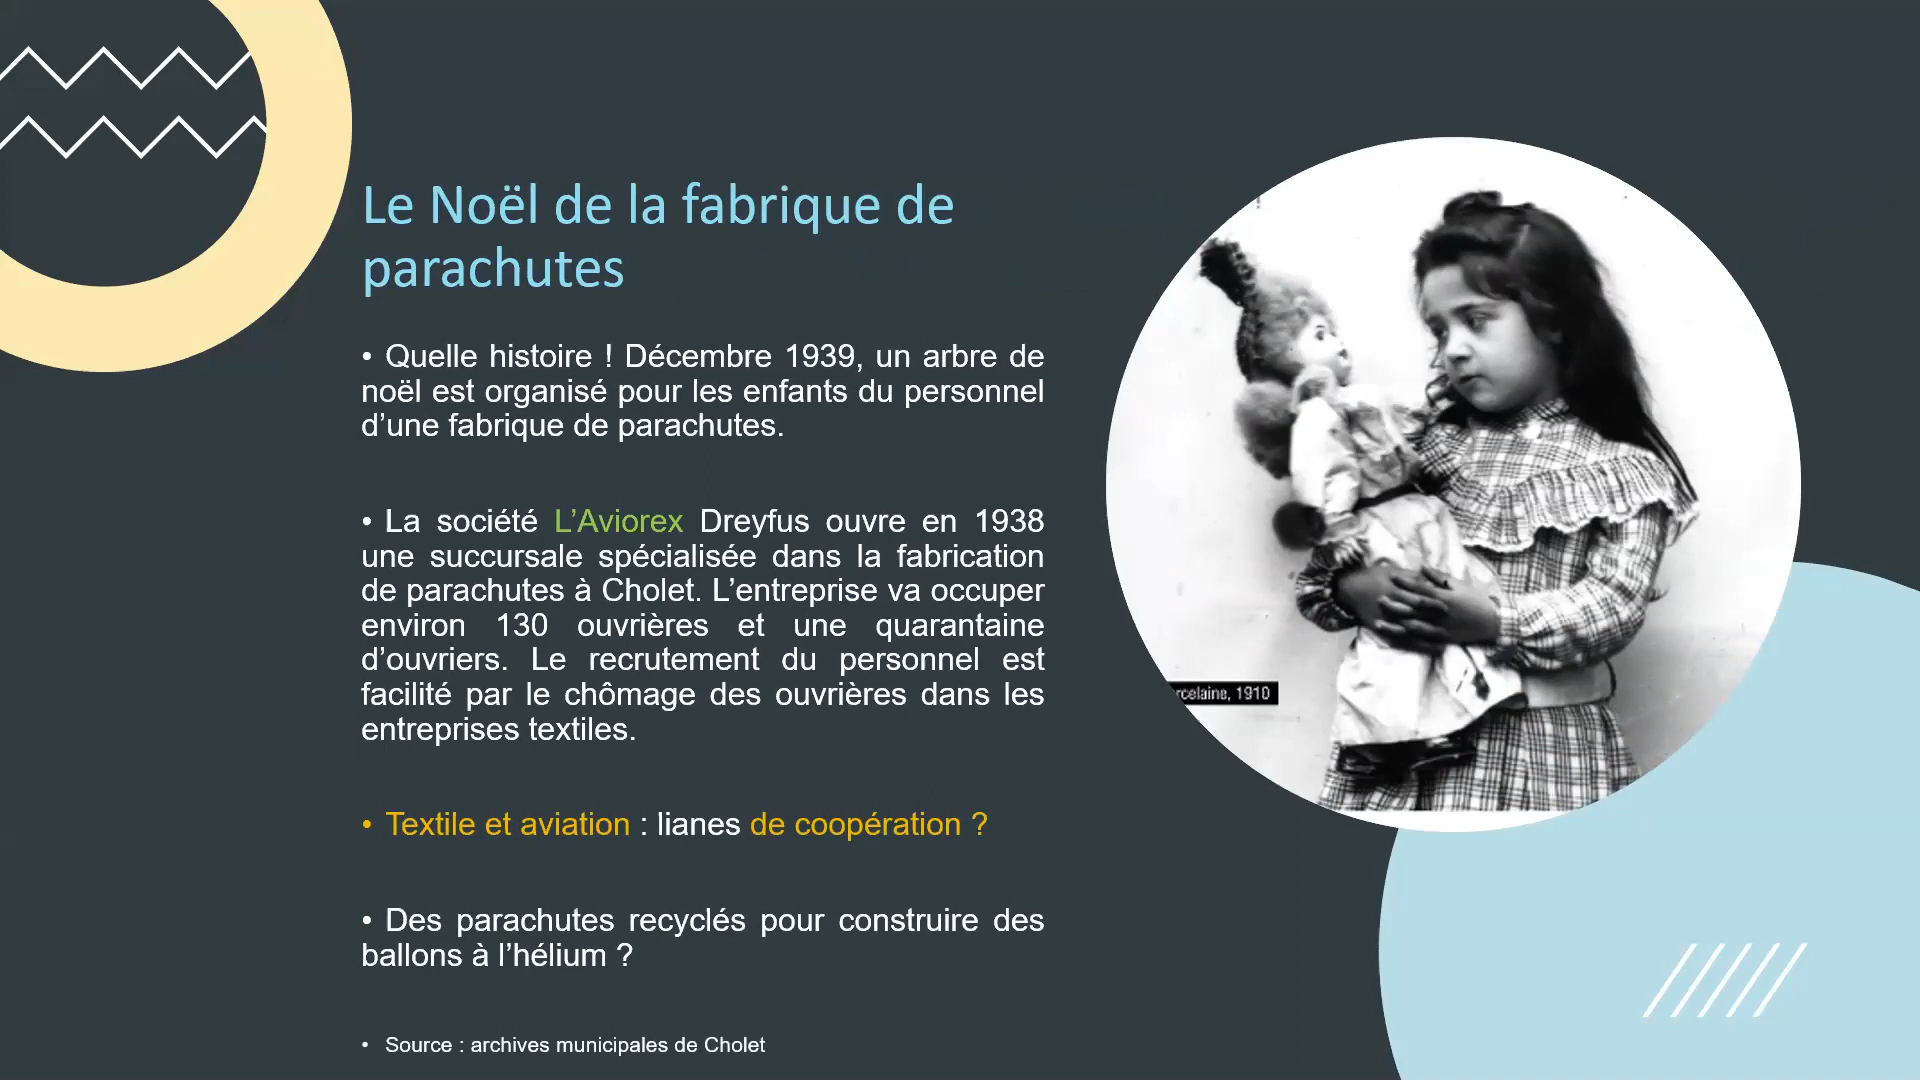 Le Noël de la fabrique de
parachutes
• Quelle histoire ! Décembre 1939, un arbre de
noël est organisé pour les enfants du personnel
d’une fabrique de parachutes.
• La société L’Aviorex Dreyfus ouvre en 1938
une succursale spécialisée dans la fabrication
de parachutes à Cholet. L’entreprise va occuper
environ 130 ouvrières et une quarantaine
d’ouvriers. Le recrutement du personnel est
facilité par le chômage des ouvrières dans les
entreprises textiles.
• Textile et aviation : lianes de coopération ?
• Des parachutes recyclés pour construire des
ballons à l’hélium ?
• Source : archives municipales de Cholet
rcelaine, 1910